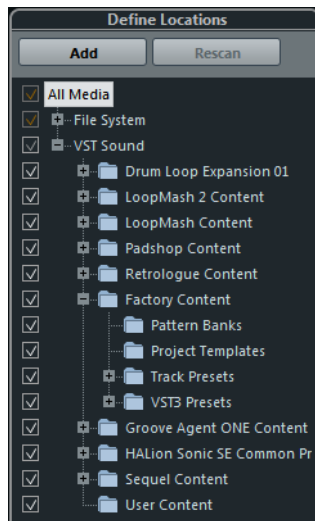 Define Locations
Add Rescan
All Media
File System
VST Sound
Drum Loop Expansion 01
LoopMash 2 Content
LoopMash Content
Padshop Content
Retrologue Content
Factory Content
Pattern Banks
Project Templates
Track Presets
VST3 Presets
Groove Agent ONE Content
HALion Sonic SE Common Pr
Sequel Content
User Content